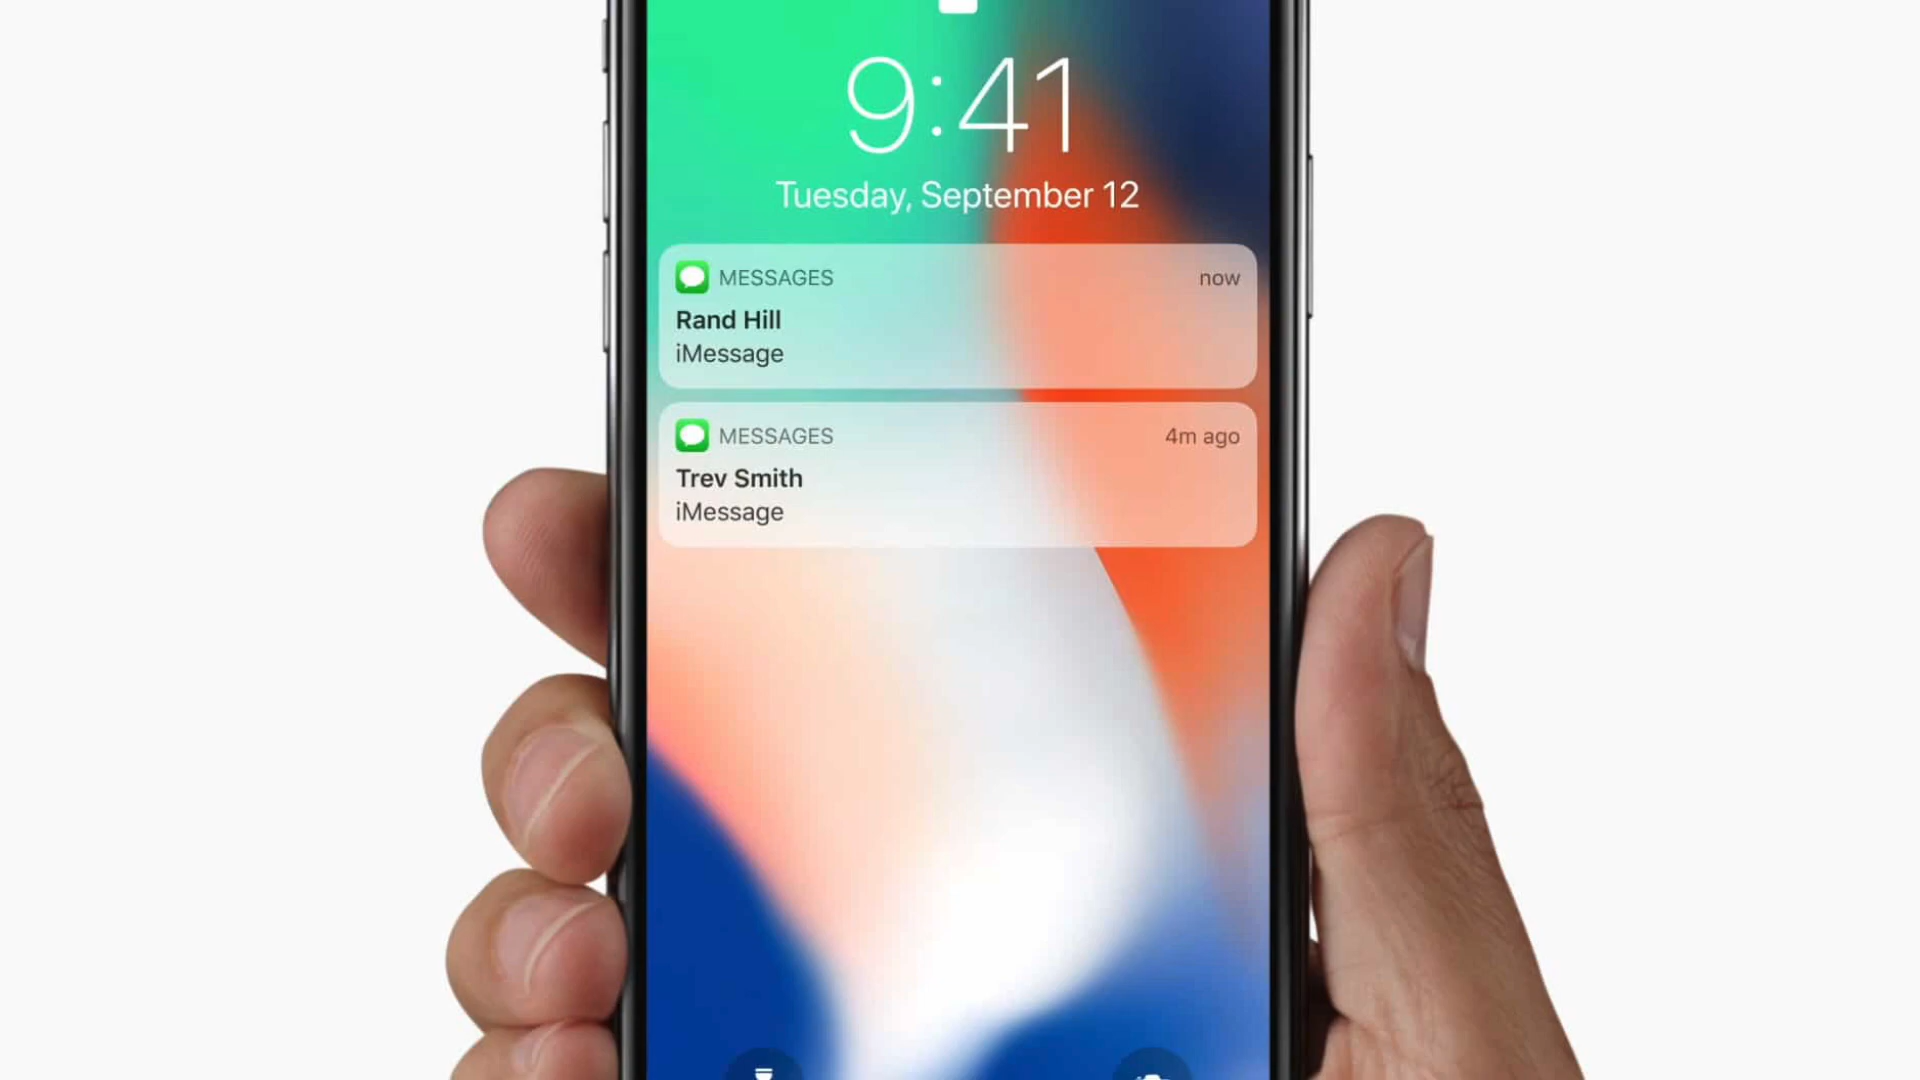 9:41
Tuesday, September 12
MESSAGES now
Rand Hill
iMessage
MESSAGES 4m ago
Trev Smith
iMessage